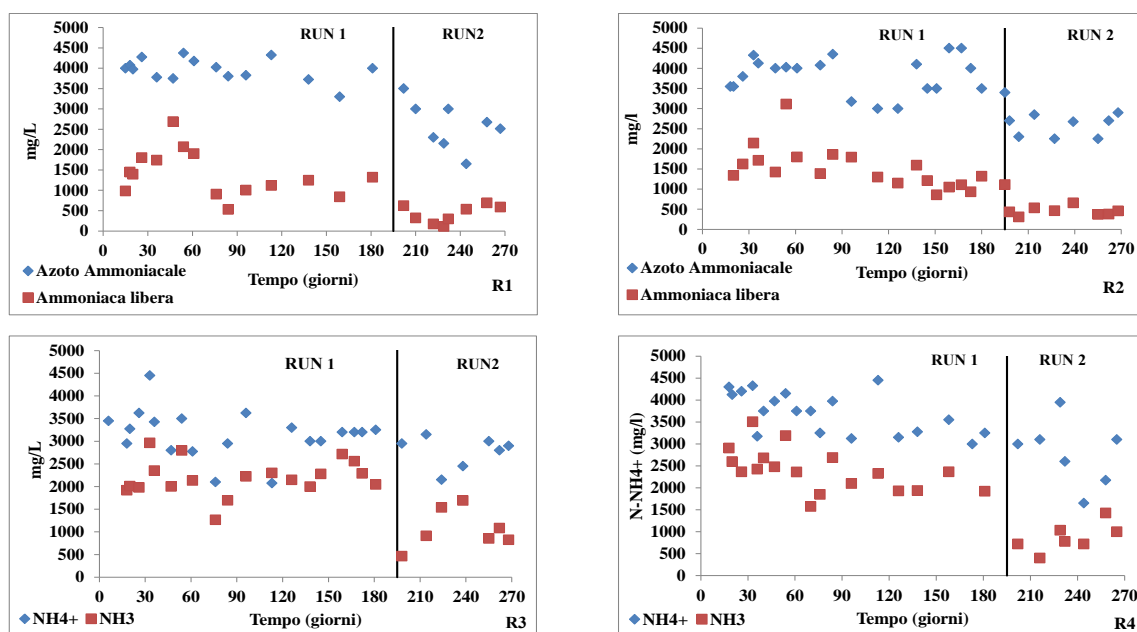 RUN 1 RUN2
5000
4500
4000
3500
3000
2500
2000
1500
1000
500
0
mg/L
0 30 60 90 120 150 180 210 240 270
Tempo (giorni)
Azoto Ammoniacale
Ammoniaca libera
R1
RUN 1 RUN 2
5000
4500
4000
3500
3000
2500
2000
1500
1000
500
0
mg/l
0 30 60 90 120 150 180 210 240 270
Tempo (giorni)
Azoto Ammoniacale
Ammoniaca libera
R2
RUN 1 RUN2
5000
4500
4000
3500
3000
2500
2000
1500
1000
500
0
mg/L
0 30 60 90 120 150 180 210 240 270
Tempo (giorni)
NH4+ NH3
R3
RUN 1 RUN 2
5000
4500
4000
3500
3000
2500
2000
1500
1000
500
0
N-NH4+ (mg/l)
0 30 60 90 120 150 180 210 240 270
Tempo (giorni)
NH4+ NH3
R4